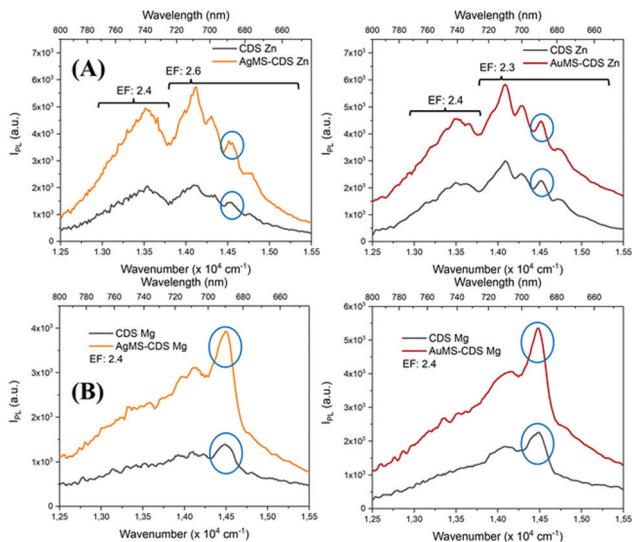 Wavelength (nm)
800 780 760 740 720 700 680 660
(A)
EF: 2.4
EF: 2.6
CDS Zn
AgMS-CDS Zn
7x10³
6x10³
5x10³
4x10³
3x10³
2x10³
1x10³
0
I_PL (a.u.)
1.25 1,30 1,35 1,40 1,45 1,55
Wavenumber (x 10⁴ cm⁻¹)
Wavelength (nm)
800 780 760 740 720 700 680 660
EF: 2.4
EF: 2.3
CDS Zn
AuMS-CDS Zn
7x10³
6x10³
5x10³
4x10³
3x10³
2x10³
1x10³
0
I_PL (a.u.)
1.25 1,30 1,35 1,40 1,45 1,55
Wavenumber (x 10⁴ cm⁻¹)
Wavelength (nm)
800 780 760 740 720 700 680 660
CDS Mg
AgMS-CDS Mg
EF: 2.4
(B)
4x10³
3x10³
2x10³
1x10³
0
I_PL (a.u.)
1.25 1,30 1,35 1,40 1,45 1,55
Wavenumber (x 10⁴ cm⁻¹)
Wavelength (nm)
800 780 760 740 720 700 680 660
CDS Mg
AuMS-CDS Mg
EF: 2.4
6x10³
5x10³
4x10³
3x10³
2x10³
1x10³
0
I_PL (a.u.)
1.25 1,30 1,35 1,40 1,45 1,55
Wavenumber (x 10⁴ cm⁻¹)